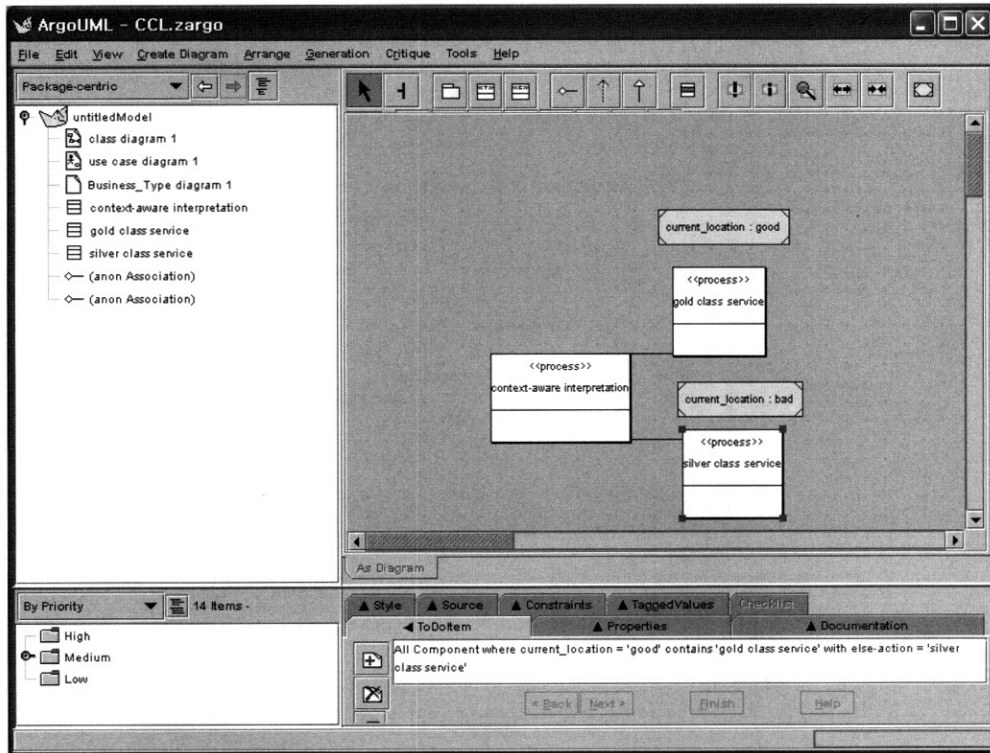 ArgoUML - CCL.zargo
File Edit View Create Diagram Arrange Generation Critique Tools Help
Package-centric
untitledModel
class diagram 1
use case diagram 1
Business_Type diagram 1
context-aware interpretation
gold class service
silver class service
(anon Association)
(anon Association)
current_location : good
<<process>>
gold class service
<<process>>
context-aware interpretation
current_location : bad
<<process>>
silver class service
As Diagram
By Priority 14 Items
High
Medium
Low
Style Source Constraints TaggedValues Checklist
ToDoItem Properties Documentation
All Component where current_location = 'good' contains 'gold class service' with else-action = 'silver
class service'
< Back Next > Finish Help